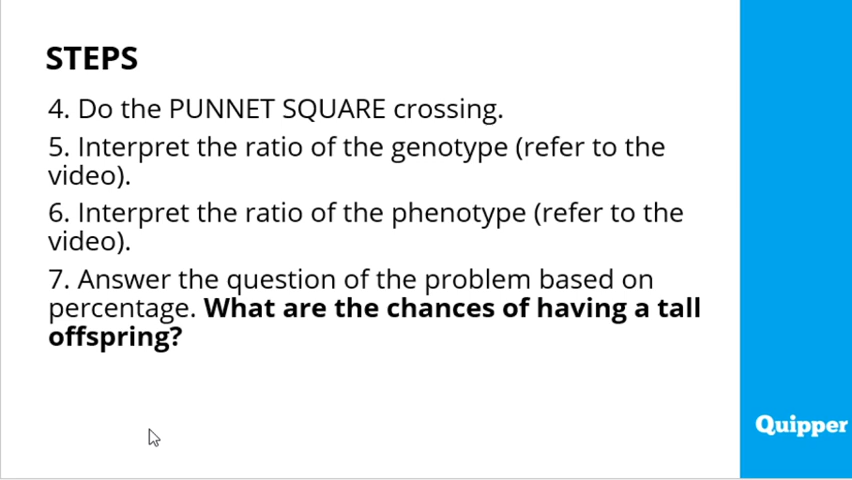 STEPS
4. Do the PUNNET SQUARE crossing.
5. Interpret the ratio of the genotype (refer to the
video).
6. Interpret the ratio of the phenotype (refer to the
video).
7. Answer the question of the problem based on
percentage. What are the chances of having a tall
offspring?
Quipper